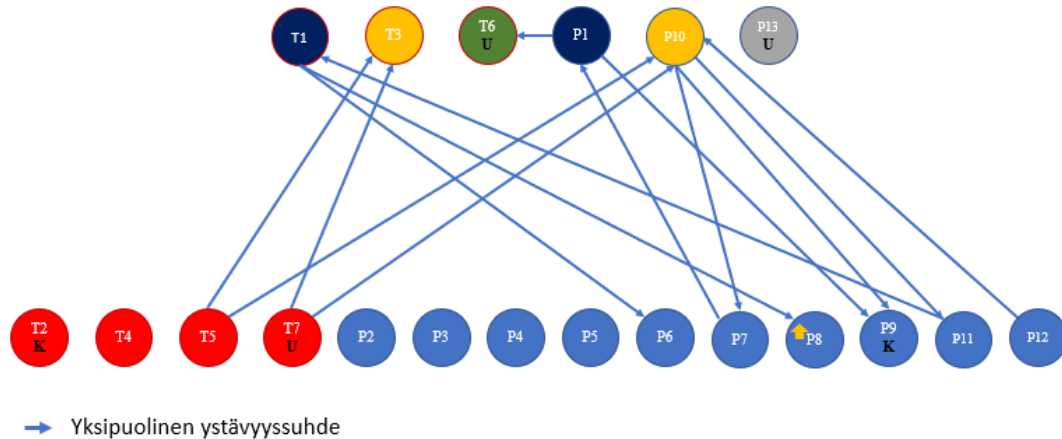 T1
T3
T6
U
P1
P10
P13
U
T2
K
T4
T5
T7
U
P2
P3
P4
P5
P6
P7
P8
P9
K
P11
P12
Yksipuolinen ystävyyssuhde